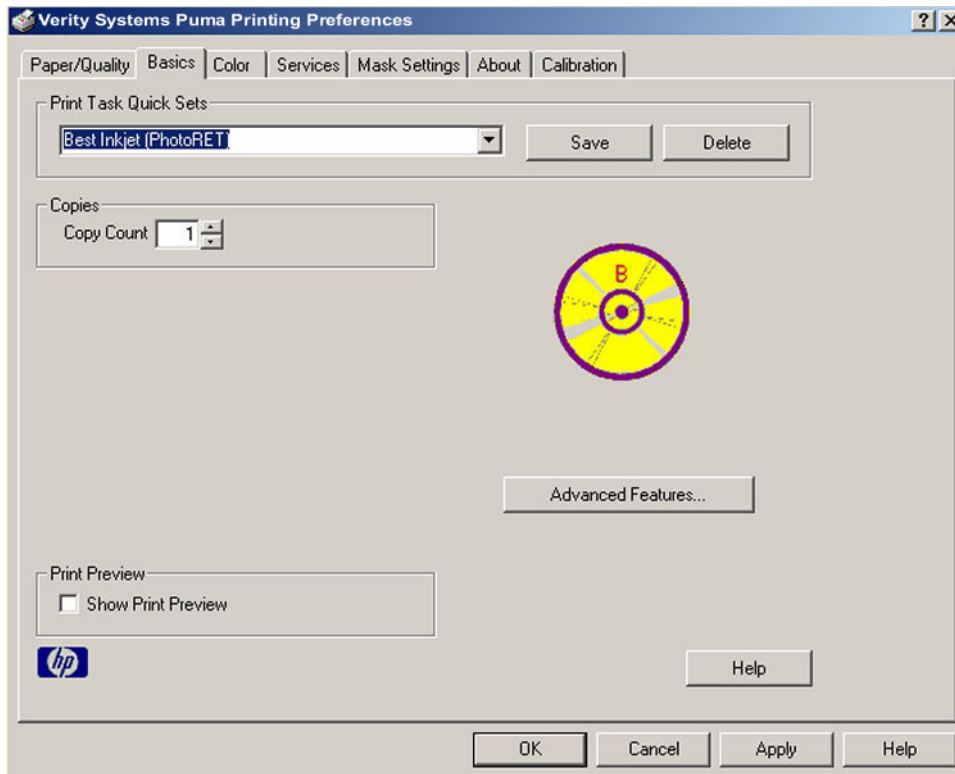 Verity Systems Puma Printing Preferences
Paper/Quality Basics Color Services Mask Settings About Calibration
Print Task Quick Sets
Best Inkjet (PhotoRET) Save Delete
Copies
Copy Count 1
B
Advanced Features...
Print Preview
Show Print Preview
hp
Help
OK Cancel Apply Help